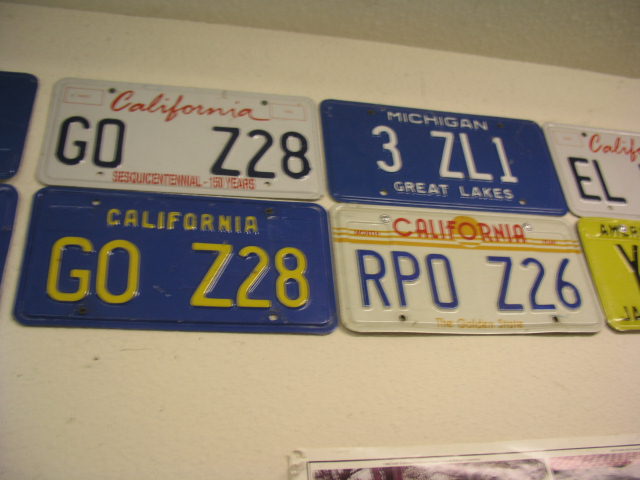 California
GO Z28
SESQUICENTENNIAL - 150 YEARS
MICHIGAN
3 ZL1
GREAT LAKES
EL
CALIFORNIA
GO Z28
CALIFORNIA
RPO Z26
The Golden State
Y